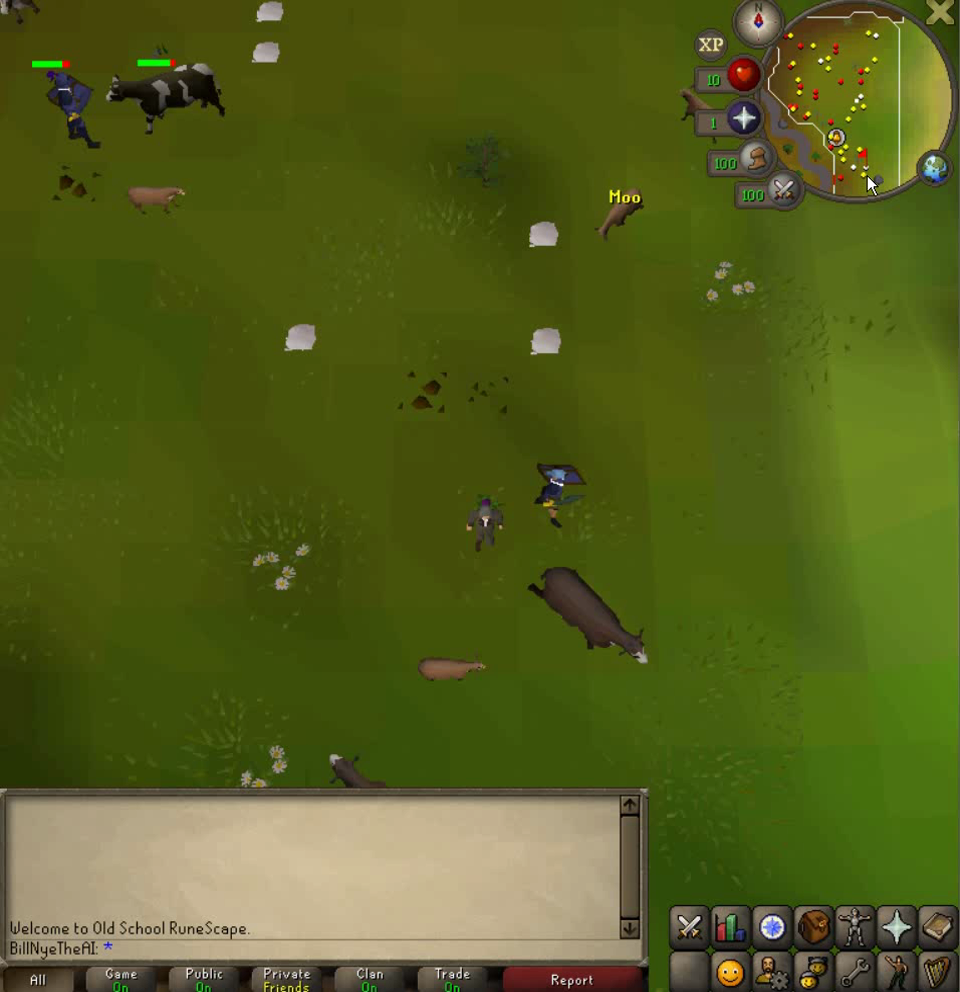 N
XP
10
1
100
100
Moo
Welcome to Old School RuneScape.
BillNyeTheAI: *
All
Game
On
Public
On
Private
Friends
Clan
On
Trade
On
Report